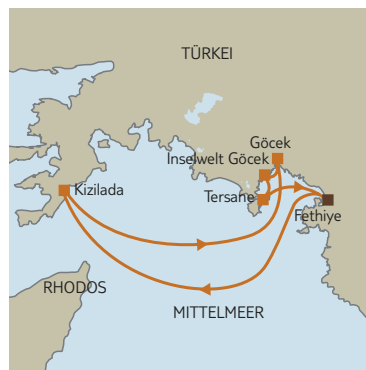 TÜRKEI
Göcek
Inselwelt Göcek
Kizilada
Tersane
Fethiye
RHODOS
MITTELMEER